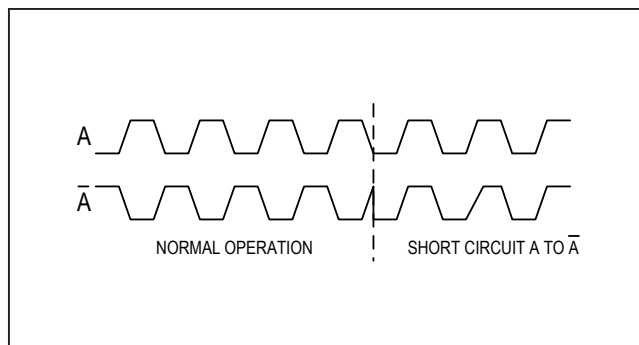 A
A̅
NORMAL OPERATION
SHORT CIRCUIT A TO A̅